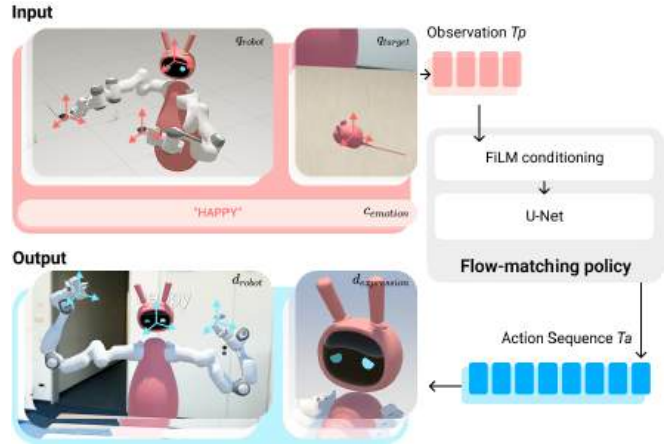 Input
q_robot
q_target
Observation Tp
"HAPPY"
c_emotion
FiLM conditioning
U-Net
Flow-matching policy
Output
d_robot
d_expression
Action Sequence Ta